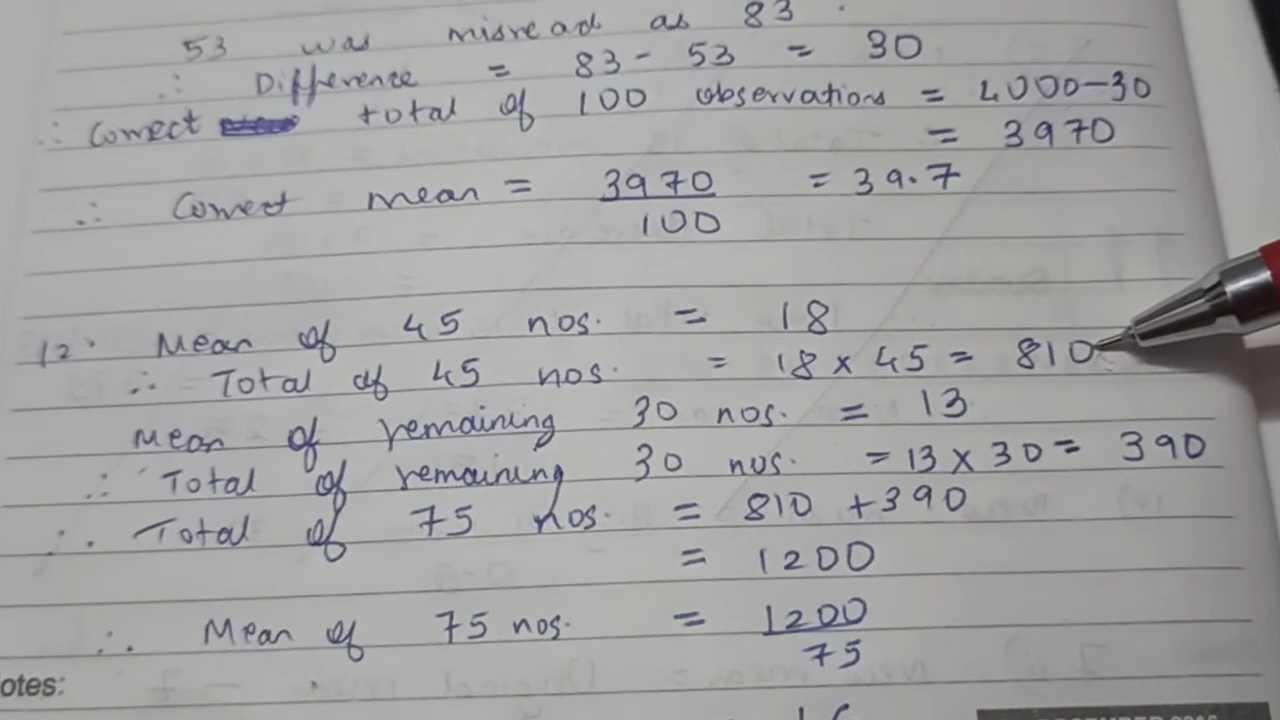 53 was misread as 83.
∴ Difference = 83 - 53 = 30
∴ Correct total of 100 observations = 4000-30
= 3970
∴ Correct mean = 3970/100 = 39.7
12. Mean of 45 nos. = 18
∴ Total of 45 nos. = 18 x 45 = 810
Mean of remaining 30 nos. = 13
∴ Total of remaining 30 nos. = 13 x 30 = 390
∴ Total of 75 nos. = 810 + 390
= 1200
∴ Mean of 75 nos. = 1200/75
otes: